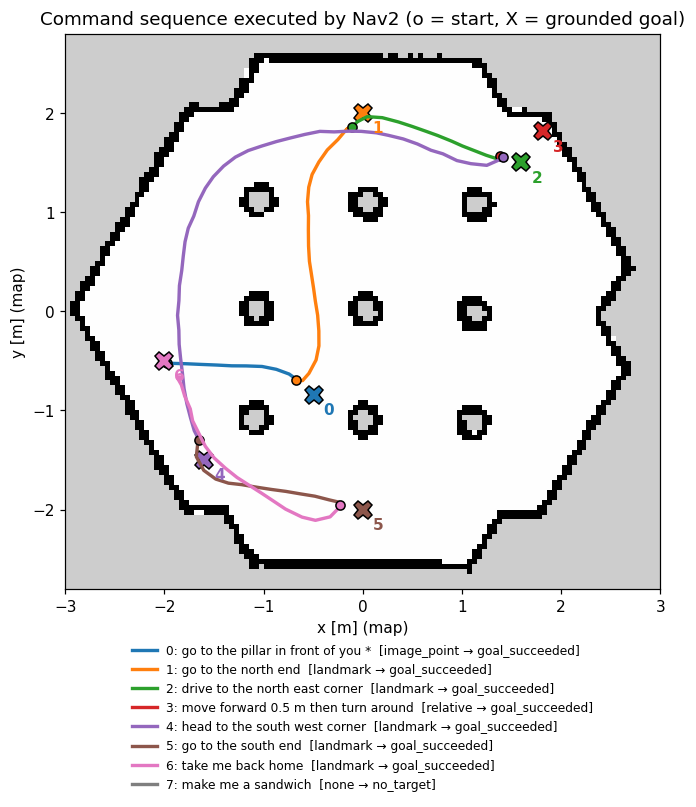 Command sequence executed by Nav2 (o = start, X = grounded goal)
y [m] (map)
2
1
0
−1
−2
1
3
2
0
6
4
5
−3
−2
−1
0
1
2
3
x [m] (map)
0: go to the pillar in front of you *  [image_point → goal_succeeded]
1: go to the north end  [landmark → goal_succeeded]
2: drive to the north east corner  [landmark → goal_succeeded]
3: move forward 0.5 m then turn around  [relative → goal_succeeded]
4: head to the south west corner  [landmark → goal_succeeded]
5: go to the south end  [landmark → goal_succeeded]
6: take me back home  [landmark → goal_succeeded]
7: make me a sandwich  [none → no_target]